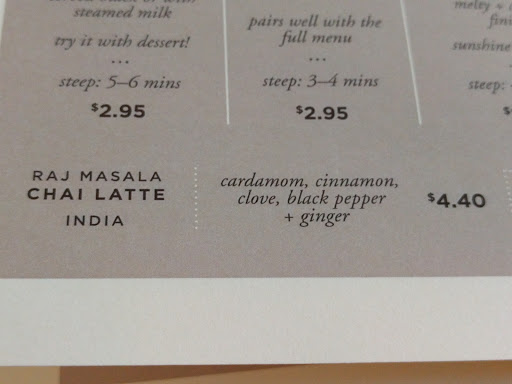 steamed milk
try it with dessert!
...
steep: 5–6 mins
$2.95
pairs well with the
full menu
...
steep: 3–4 mins
$2.95
sunshine
steep:
RAJ MASALA
CHAI LATTE
INDIA
cardamom, cinnamon,
clove, black pepper
+ ginger
$4.40